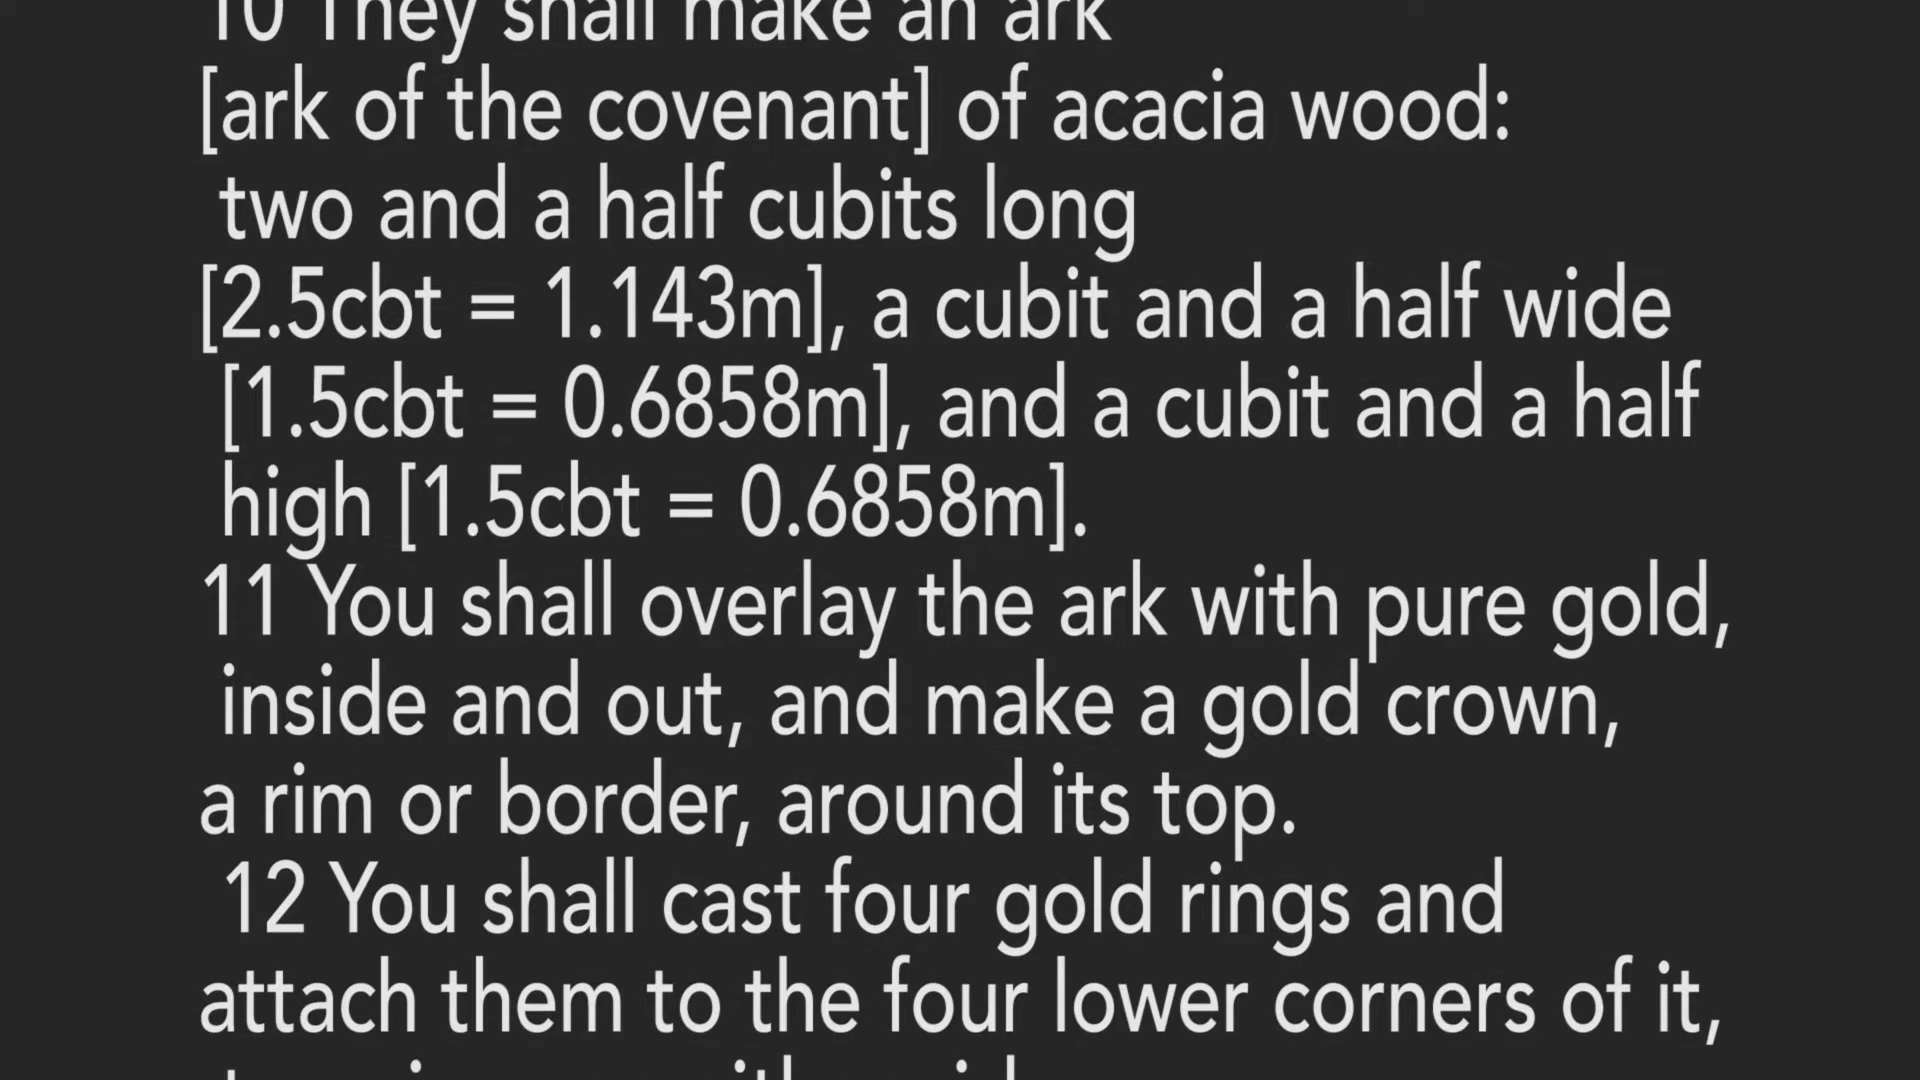 10 They shall make an ark
[ark of the covenant] of acacia wood:
two and a half cubits long
[2.5cbt = 1.143m], a cubit and a half wide
[1.5cbt = 0.6858m], and a cubit and a half
high [1.5cbt = 0.6858m].
11 You shall overlay the ark with pure gold,
inside and out, and make a gold crown,
a rim or border, around its top.
12 You shall cast four gold rings and
attach them to the four lower corners of it,